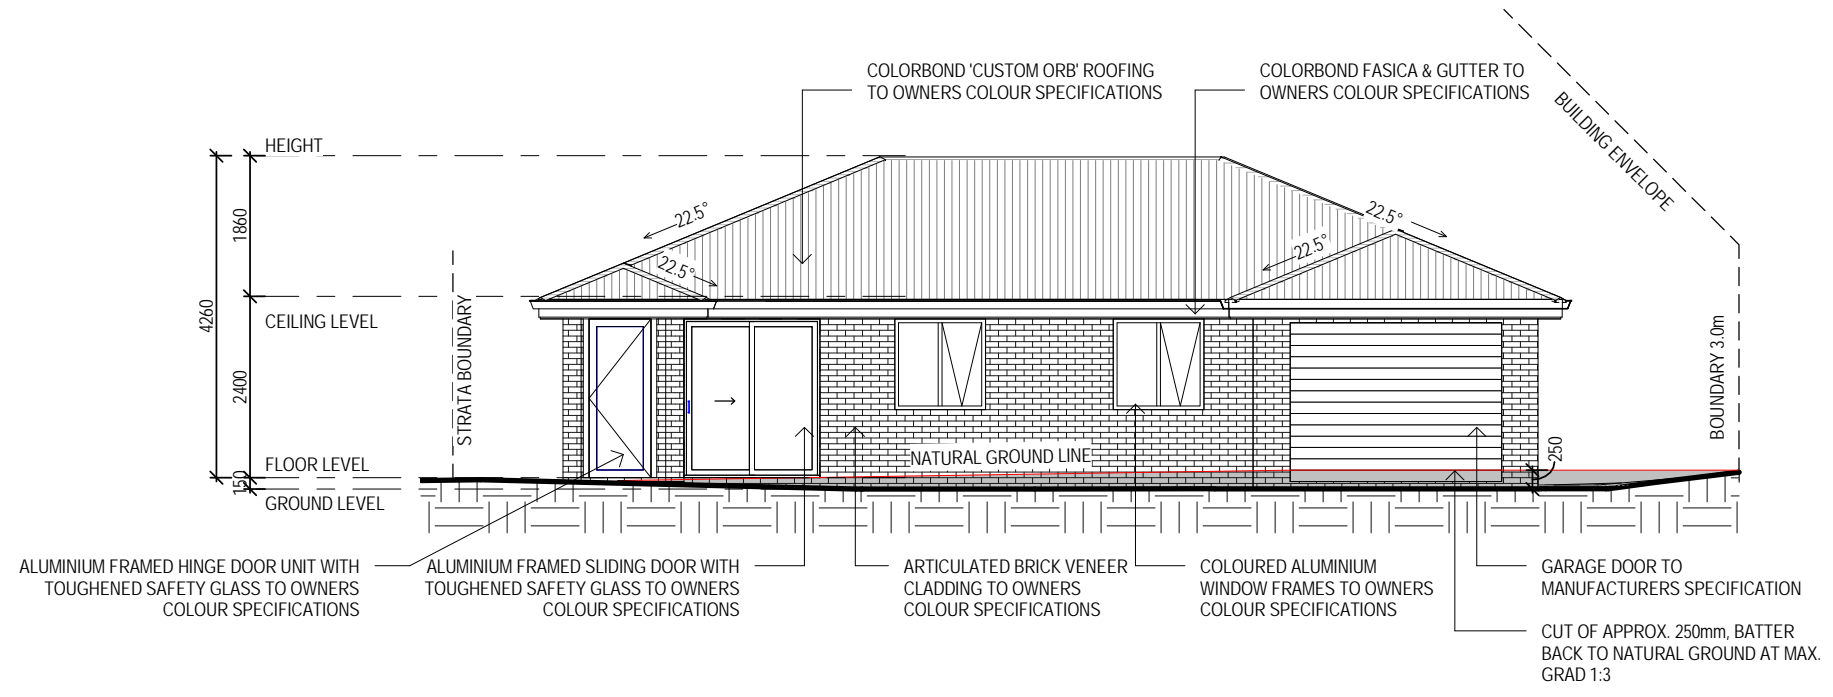 COLORBOND 'CUSTOM ORB' ROOFING
TO OWNERS COLOUR SPECIFICATIONS
COLORBOND FASICA & GUTTER TO
OWNERS COLOUR SPECIFICATIONS
BUILDING ENVELOPE
HEIGHT
22.5°
22.5°
22.5°
22.5°
1860
4260
CEILING LEVEL
2400
STRATA BOUNDARY
BOUNDARY 3.0m
FLOOR LEVEL
150
GROUND LEVEL
NATURAL GROUND LINE
250
ALUMINIUM FRAMED HINGE DOOR UNIT WITH
TOUGHENED SAFETY GLASS TO OWNERS
COLOUR SPECIFICATIONS
ALUMINIUM FRAMED SLIDING DOOR WITH
TOUGHENED SAFETY GLASS TO OWNERS
COLOUR SPECIFICATIONS
ARTICULATED BRICK VENEER
CLADDING TO OWNERS
COLOUR SPECIFICATIONS
COLOURED ALUMINIUM
WINDOW FRAMES TO OWNERS
COLOUR SPECIFICATIONS
GARAGE DOOR TO
MANUFACTURERS SPECIFICATION
CUT OF APPROX. 250mm, BATTER
BACK TO NATURAL GROUND AT MAX.
GRAD 1:3